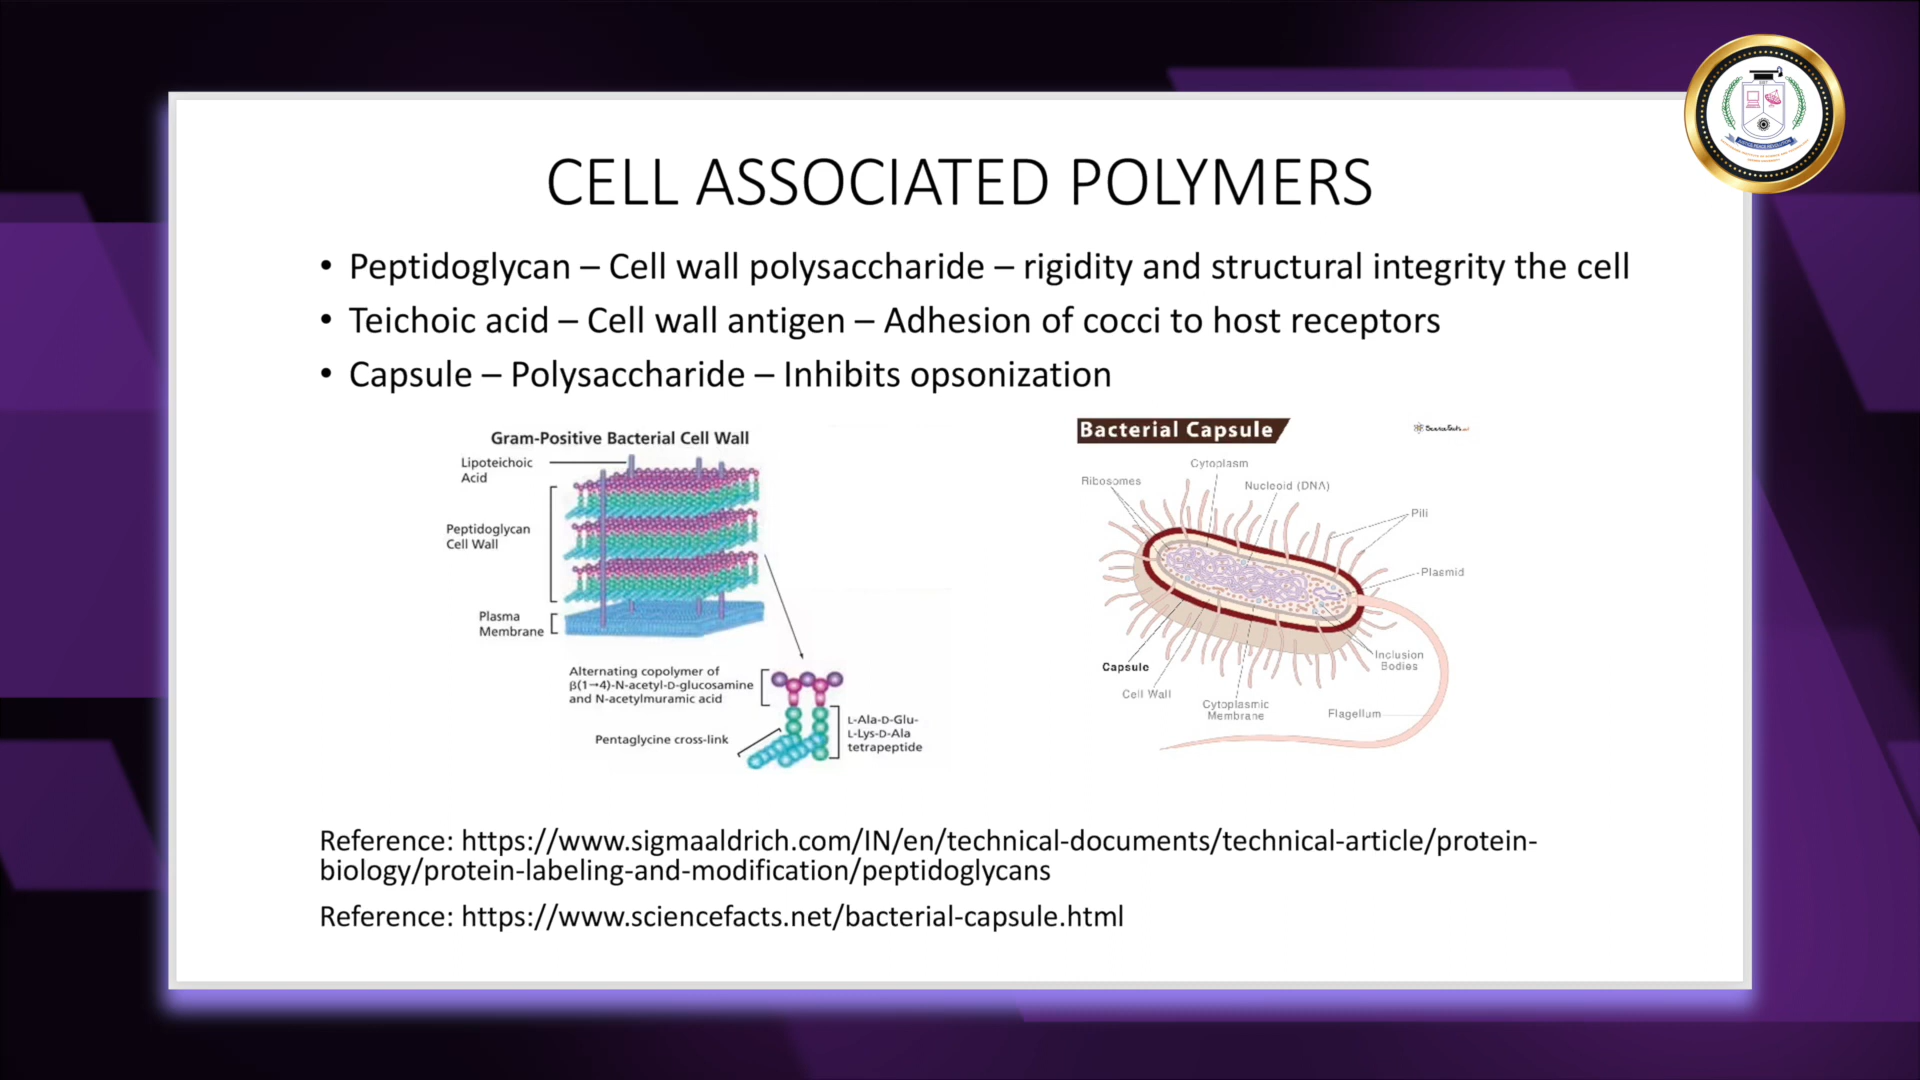 CELL ASSOCIATED POLYMERS
• Peptidoglycan – Cell wall polysaccharide – rigidity and structural integrity the cell
• Teichoic acid – Cell wall antigen – Adhesion of cocci to host receptors
• Capsule – Polysaccharide – Inhibits opsonization
Gram-Positive Bacterial Cell Wall
Lipoteichoic
Acid
Peptidoglycan
Cell Wall
Plasma
Membrane
Alternating copolymer of
β(1→4)-N-acetyl-D-glucosamine
and N-acetylmuramic acid
Pentaglycine cross-link
L-Ala-D-Glu-
L-Lys-D-Ala
tetrapeptide
Bacterial Capsule
Cytoplasm
Ribosomes
Nucleoid (DNA)
Pili
Plasmid
Inclusion
Bodies
Capsule
Cell Wall
Cytoplasmic
Membrane
Flagellum
Reference: https://www.sigmaaldrich.com/IN/en/technical-documents/technical-article/protein-
biology/protein-labeling-and-modification/peptidoglycans
Reference: https://www.sciencefacts.net/bacterial-capsule.html